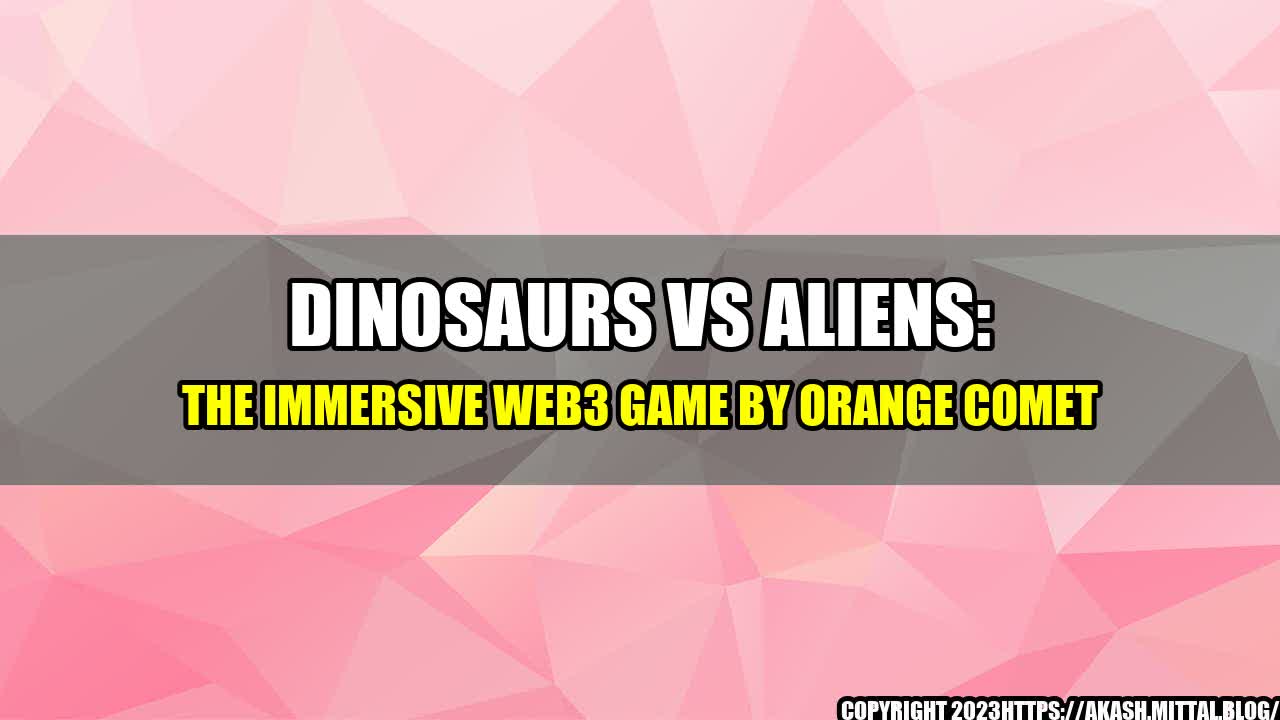 DINOSAURS VS ALIENS:
THE IMMERSIVE WEB3 GAME BY ORANGE COMET
COPYRIGHT 2023HTTPS://AKASH.MITTAL.BLOG/